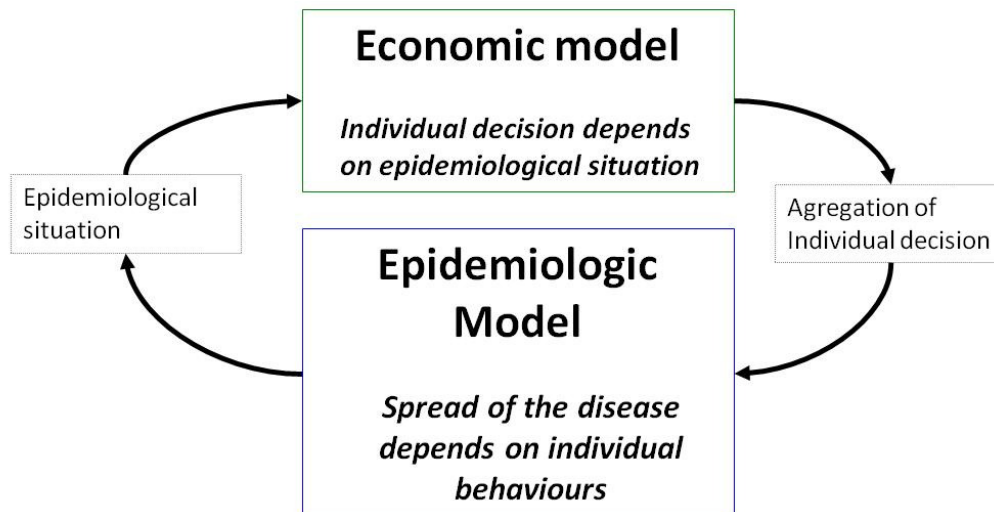 Economic model
Individual decision depends
on epidemiological situation
Epidemiological
situation
Agregation of
Individual decision
Epidemiologic
Model
Spread of the disease
depends on individual
behaviours